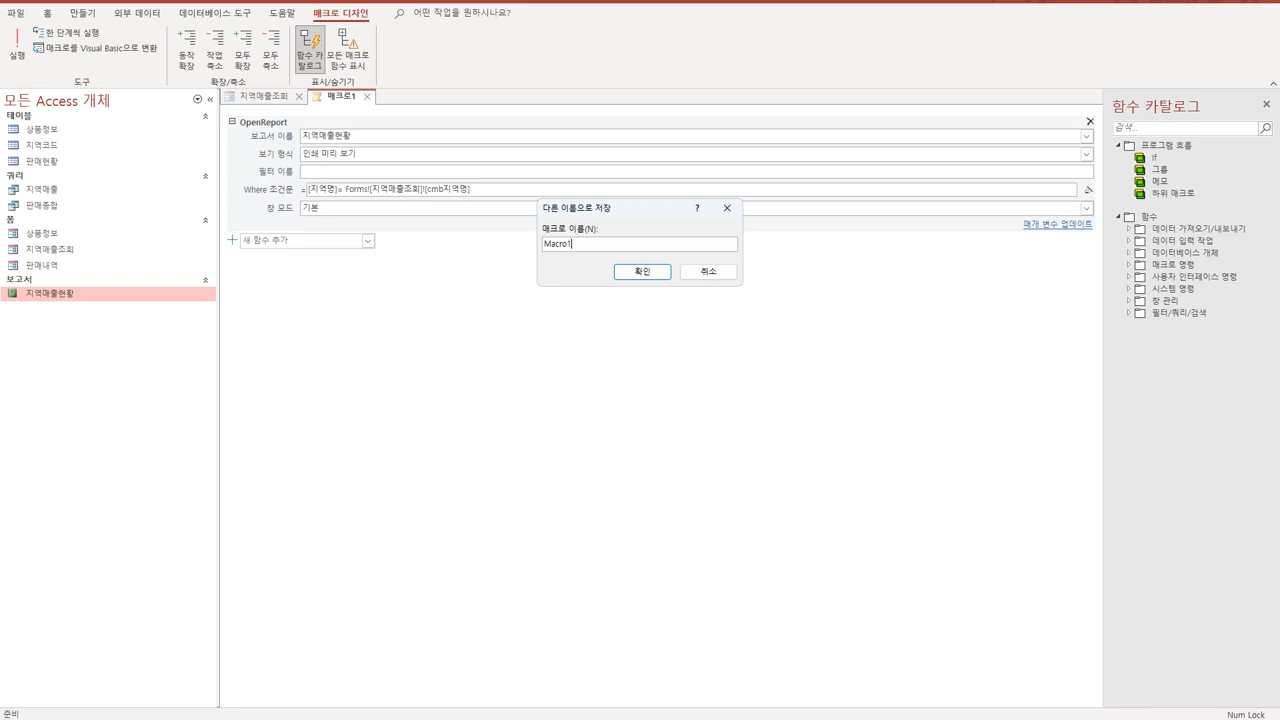 파일 홈 만들기 외부 데이터 데이터베이스 도구 도움말 매크로 디자인 어떤 작업을 원하시나요?
실행
한 단계씩 실행
매크로를 Visual Basic으로 변환
동작 확장
작업 축소
모두 확장
모두 축소
함수 카탈로그
모든 매크로 함수 표시
도구 확장/축소 표시/숨기기
모든 Access 개체
테이블
상품정보
지역코드
판매현황
쿼리
지역매출
판매종합
폼
상품정보
지역매출조회
판매내역
보고서
지역매출현황
지역매출조회 매크로1
OpenReport
보고서 이름 지역매출현황
보기 형식 인쇄 미리 보기
필터 이름
Where 조건문 =[지역명]= Forms![지역매출조회]![cmb지역명]
창 모드 기본
매개 변수 업데이트
새 함수 추가
다른 이름으로 저장 ?
매크로 이름(N):
Macro1
확인 취소
함수 카탈로그
검색...
프로그램 흐름
If
그룹
메모
하위 매크로
함수
데이터 가져오기/내보내기
데이터 입력 작업
데이터베이스 개체
매크로 명령
사용자 인터페이스 명령
시스템 명령
창 관리
필터/쿼리/검색
준비 Num Lock